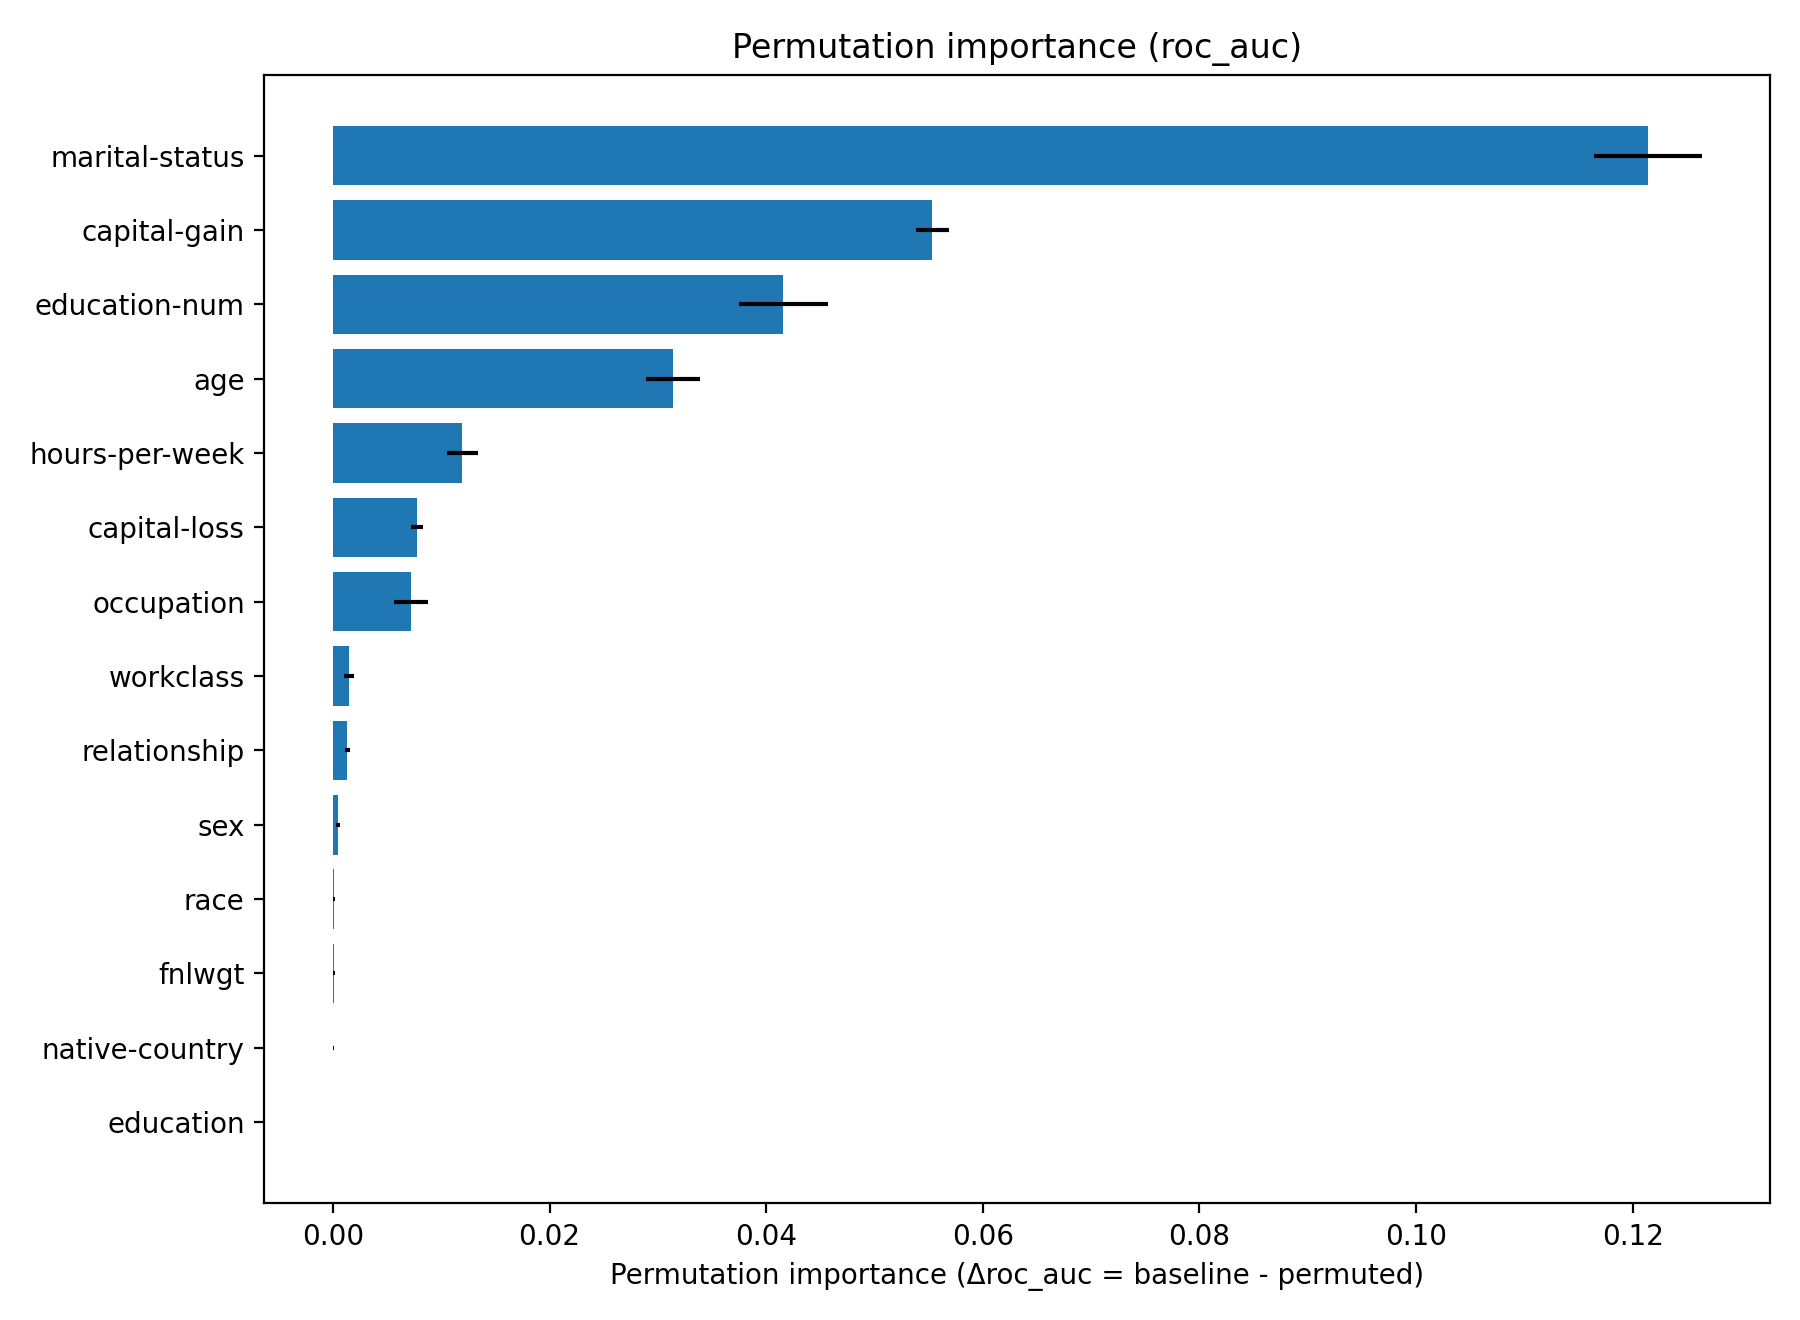 Permutation importance (roc_auc)
marital-status
capital-gain
education-num
age
hours-per-week
capital-loss
occupation
workclass
relationship
sex
race
fnlwgt
native-country
education
0.00 0.02 0.04 0.06 0.08 0.10 0.12
Permutation importance (Δroc_auc = baseline - permuted)